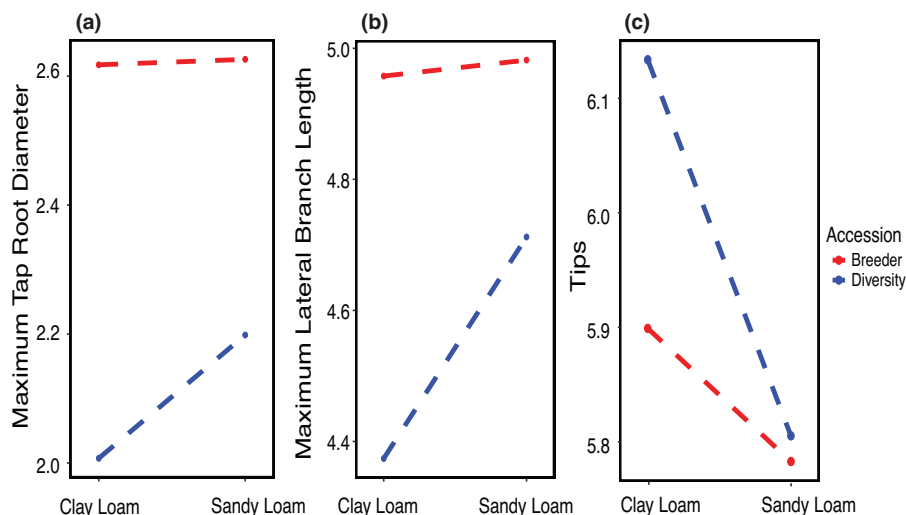 (a)
Maximum Tap Root Diameter
2.6
2.4
2.2
2.0
Clay Loam Sandy Loam
(b)
Maximum Lateral Branch Length
5.0
4.8
4.6
4.4
Clay Loam Sandy Loam
(c)
Tips
6.1
6.0
5.9
5.8
Clay Loam Sandy Loam
Accession
Breeder
Diversity